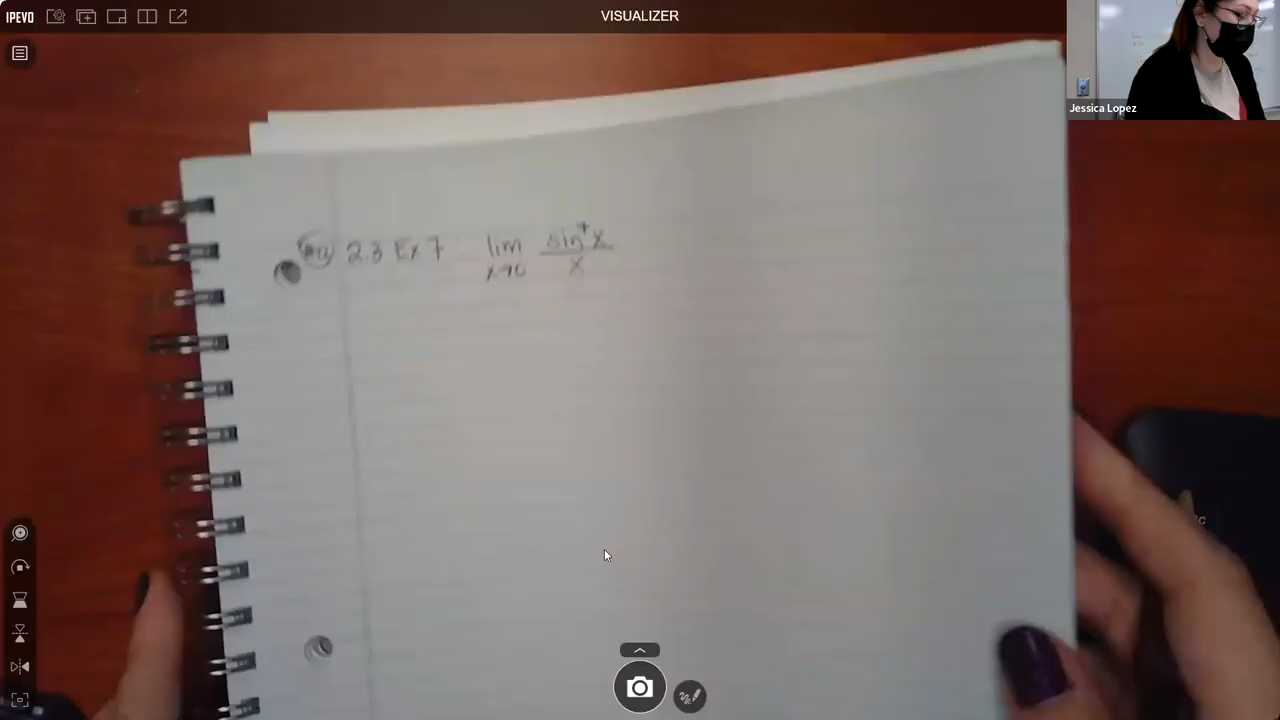 IPEVO
VISUALIZER
Jessica Lopez
2.3 Ex 7 lim sin⁴x
x→0 x